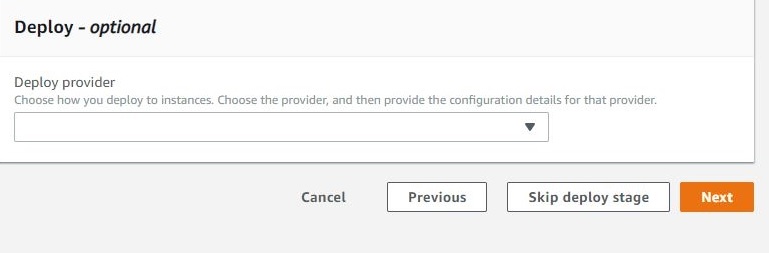 Deploy - optional
Deploy provider
Choose how you deploy to instances. Choose the provider, and then provide the configuration details for that provider.
Cancel Previous Skip deploy stage Next